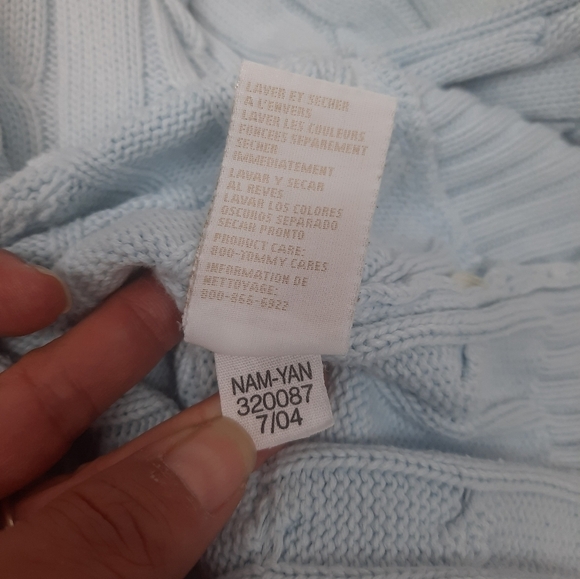 LAVER ET SECHER
A L'ENVERS
LAVER LES COULEURS
FONCEES SEPAREMENT
SECHER
IMMEDIATEMENT
LAVAR Y SECAR
AL REVES
LAVAR LOS COLORES
OSCUROS SEPARADO
SECAR PRONTO
PRODUCT CARE:
800-TOMMY CARES
INFORMATION DE
NETTOYAGE:
800-866-6922
NAM-YAN
320087
7/04